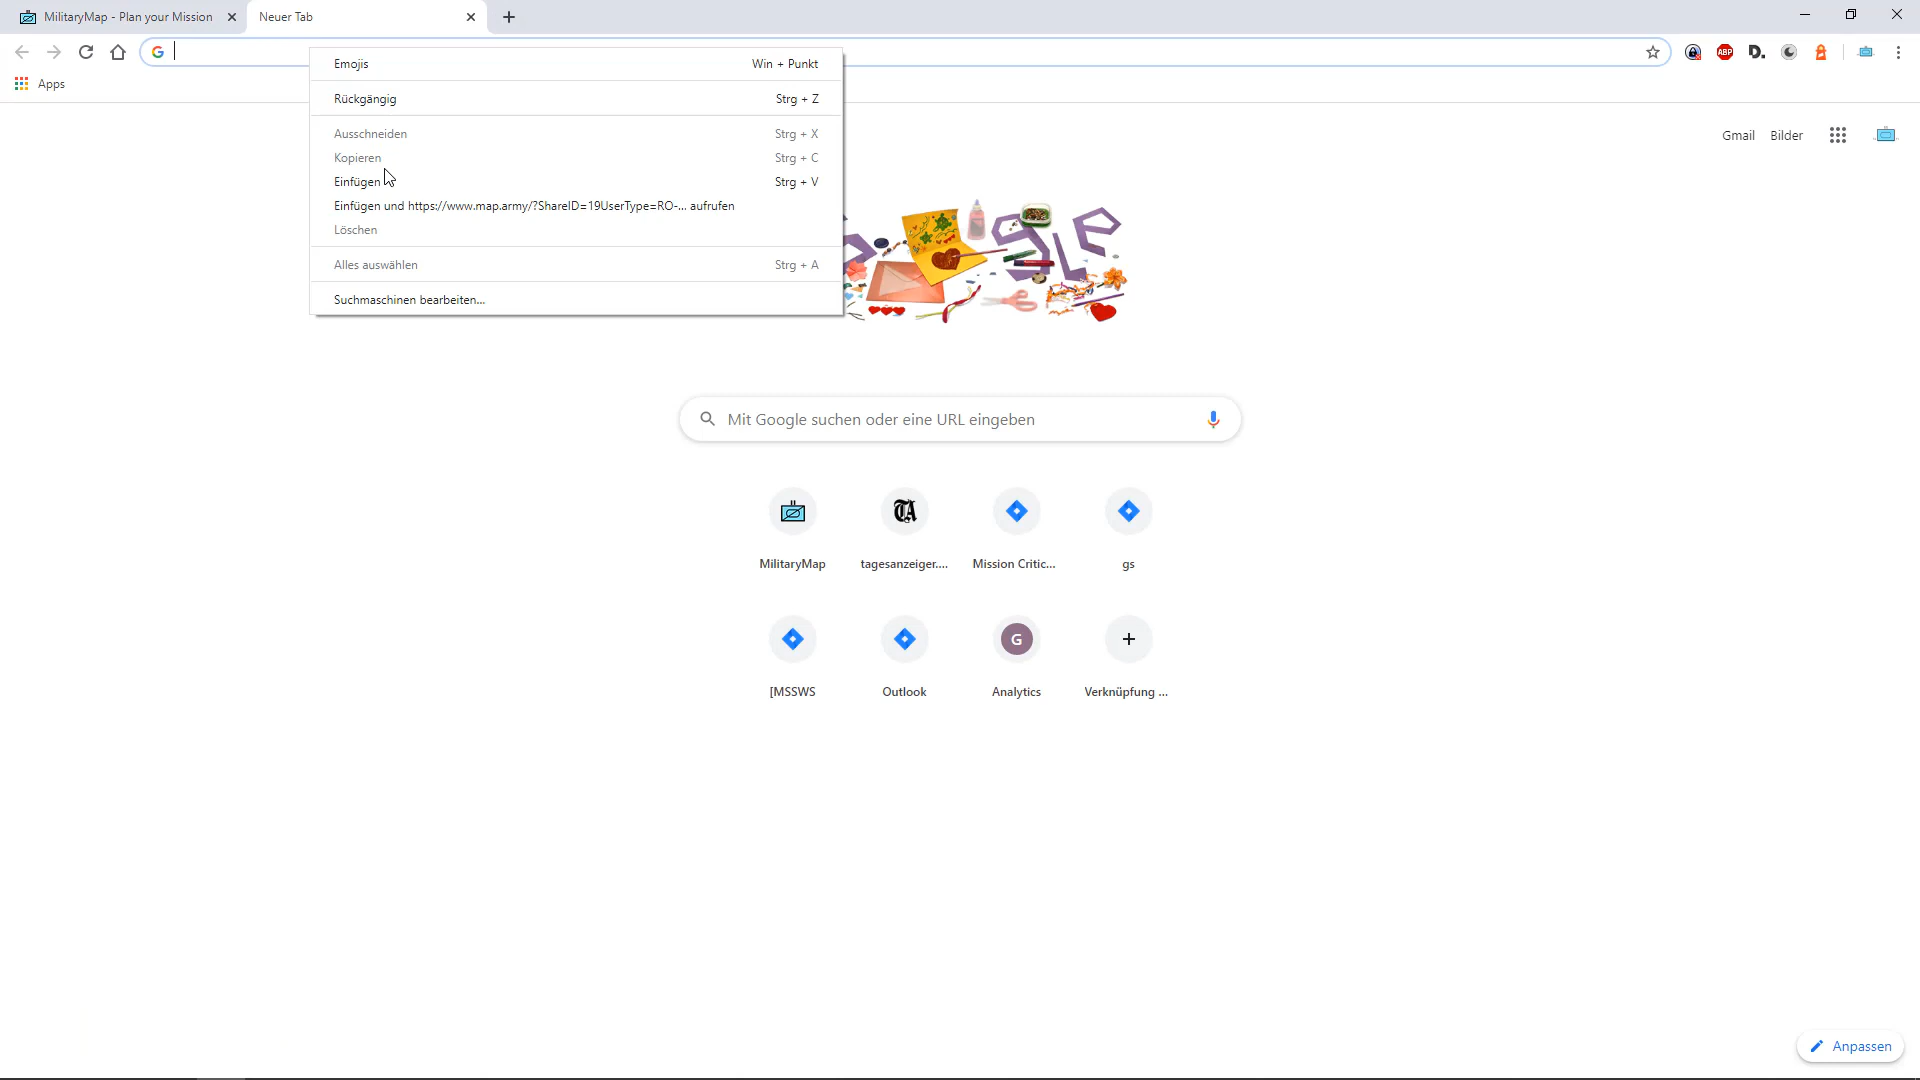 MilitaryMap - Plan your Mission
Neuer Tab
Apps
Emojis Win + Punkt
Rückgängig Strg + Z
Ausschneiden Strg + X
Kopieren Strg + C
Einfügen Strg + V
Einfügen und https://www.map.army/?ShareID=19UserType=RO-... aufrufen
Löschen
Alles auswählen Strg + A
Suchmaschinen bearbeiten...
ABP
D.
Gmail Bilder
Mit Google suchen oder eine URL eingeben
MilitaryMap
tagesanzeiger....
Mission Critic...
gs
[MSSWS
Outlook
G
Analytics
Verknüpfung ...
Anpassen